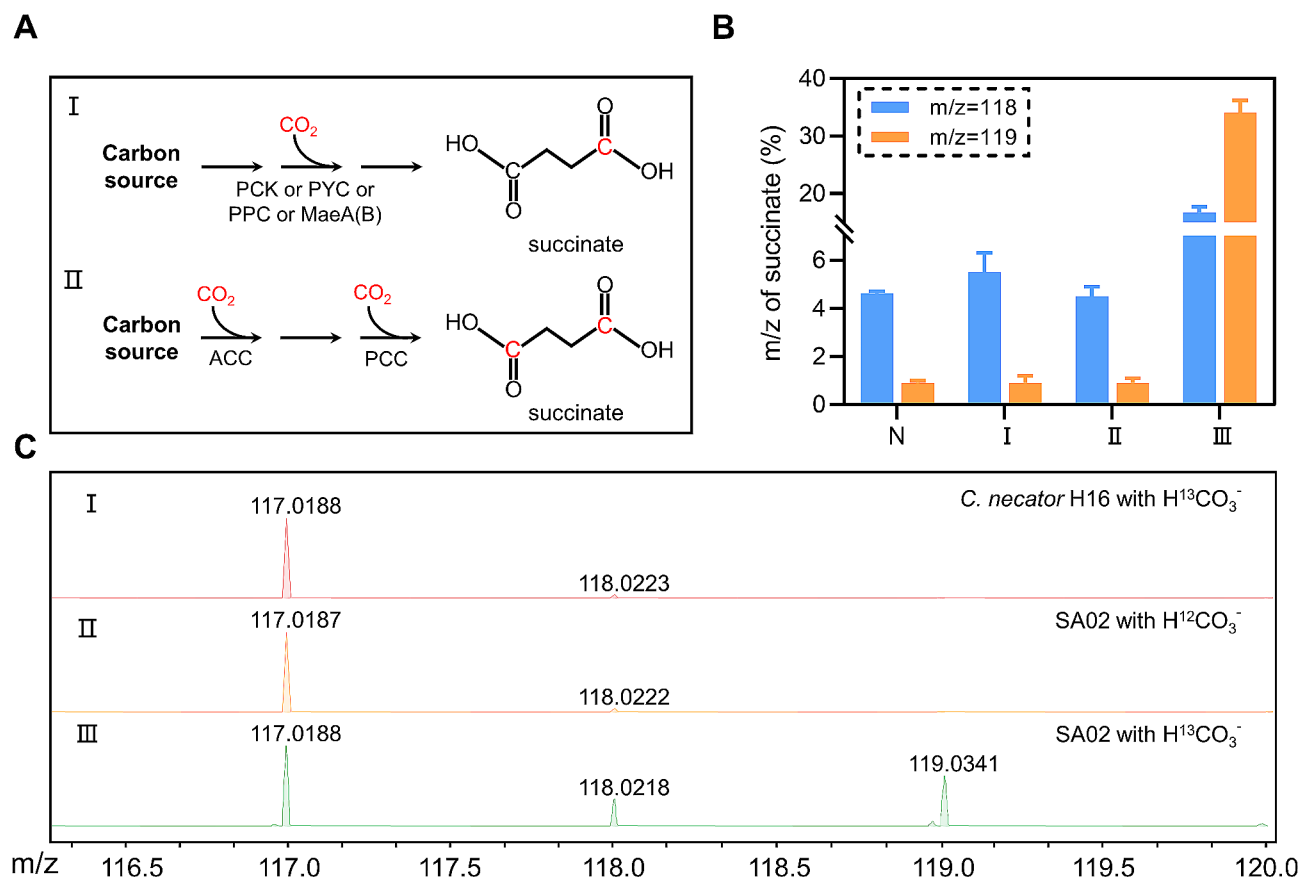 A
Ⅰ
Carbon source
CO2
PCK or PYC or
PPC or MaeA(B)
HO
O
O
OH
C
C
succinate
Ⅱ
Carbon source
CO2
ACC
CO2
PCC
HO
O
O
OH
C
C
succinate
B
m/z of succinate (%)
40
30
20
6
4
2
0
m/z=118
m/z=119
N
Ⅰ
Ⅱ
Ⅲ
C
Ⅰ
117.0188
118.0223
C. necator H16 with H13CO3-
Ⅱ
117.0187
118.0222
SA02 with H12CO3-
Ⅲ
117.0188
118.0218
119.0341
SA02 with H13CO3-
m/z
116.5
117.0
117.5
118.0
118.5
119.0
119.5
120.0